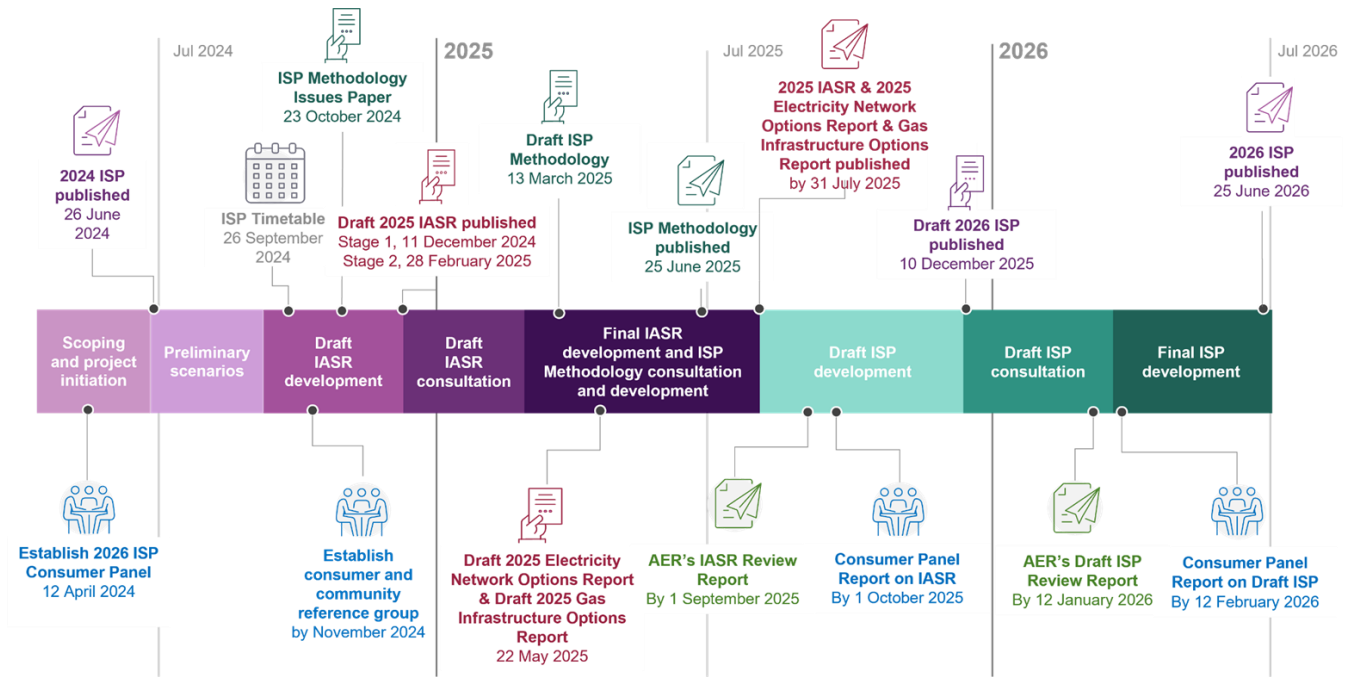 Jul 2024
2025
Jul 2025
2026
Jul 2026
2024 ISP
published
26 June
2024
ISP Timetable
26 September
2024
ISP Methodology
Issues Paper
23 October 2024
Draft 2025 IASR published
Stage 1, 11 December 2024
Stage 2, 28 February 2025
Draft ISP
Methodology
13 March 2025
ISP Methodology
published
25 June 2025
2025 IASR & 2025
Electricity Network
Options Report & Gas
Infrastructure Options
Report published
by 31 July 2025
Draft 2026 ISP
published
10 December 2025
2026 ISP
published
25 June 2026
Scoping
and project
initiation
Preliminary
scenarios
Draft
IASR
development
Draft
IASR
consultation
Final IASR
development and ISP
Methodology consultation
and development
Draft ISP
development
Draft ISP
consultation
Final ISP
development
Establish 2026 ISP
Consumer Panel
12 April 2024
Establish
consumer and
community
reference group
by November 2024
Draft 2025 Electricity
Network Options Report
& Draft 2025 Gas
Infrastructure Options
Report
22 May 2025
AER's IASR Review
Report
By 1 September 2025
Consumer Panel
Report on IASR
By 1 October 2025
AER's Draft ISP
Review Report
By 12 January 2026
Consumer Panel
Report on Draft ISP
By 12 February 2026